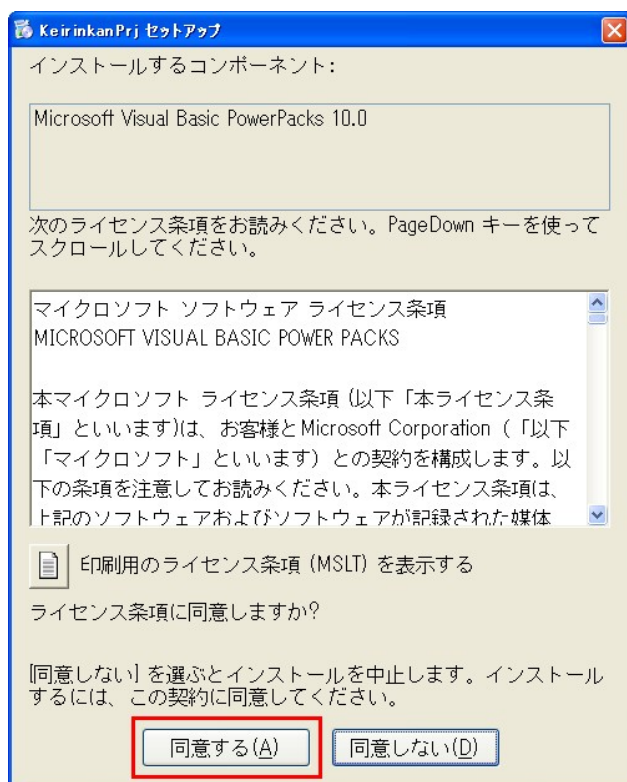 KeirinkanPrj セットアップ
インストールするコンポーネント:
Microsoft Visual Basic PowerPacks 10.0
次のライセンス条項をお読みください。PageDown キーを使って
スクロールしてください。
マイクロソフト ソフトウェア ライセンス条項
MICROSOFT VISUAL BASIC POWER PACKS
本マイクロソフト ライセンス条項 (以下「本ライセンス条
項」といいます)は、お客様と Microsoft Corporation (「以下
「マイクロソフト」といいます) との契約を構成します。以
下の条項を注意してお読みください。本ライセンス条項は、
上記のソフトウェアおよびソフトウェアが記録された媒体
印刷用のライセンス条項 (MSLT) を表示する
ライセンス条項に同意しますか?
[同意しない] を選ぶとインストールを中止します。インストール
するには、この契約に同意してください。
同意する(A)
同意しない(D)